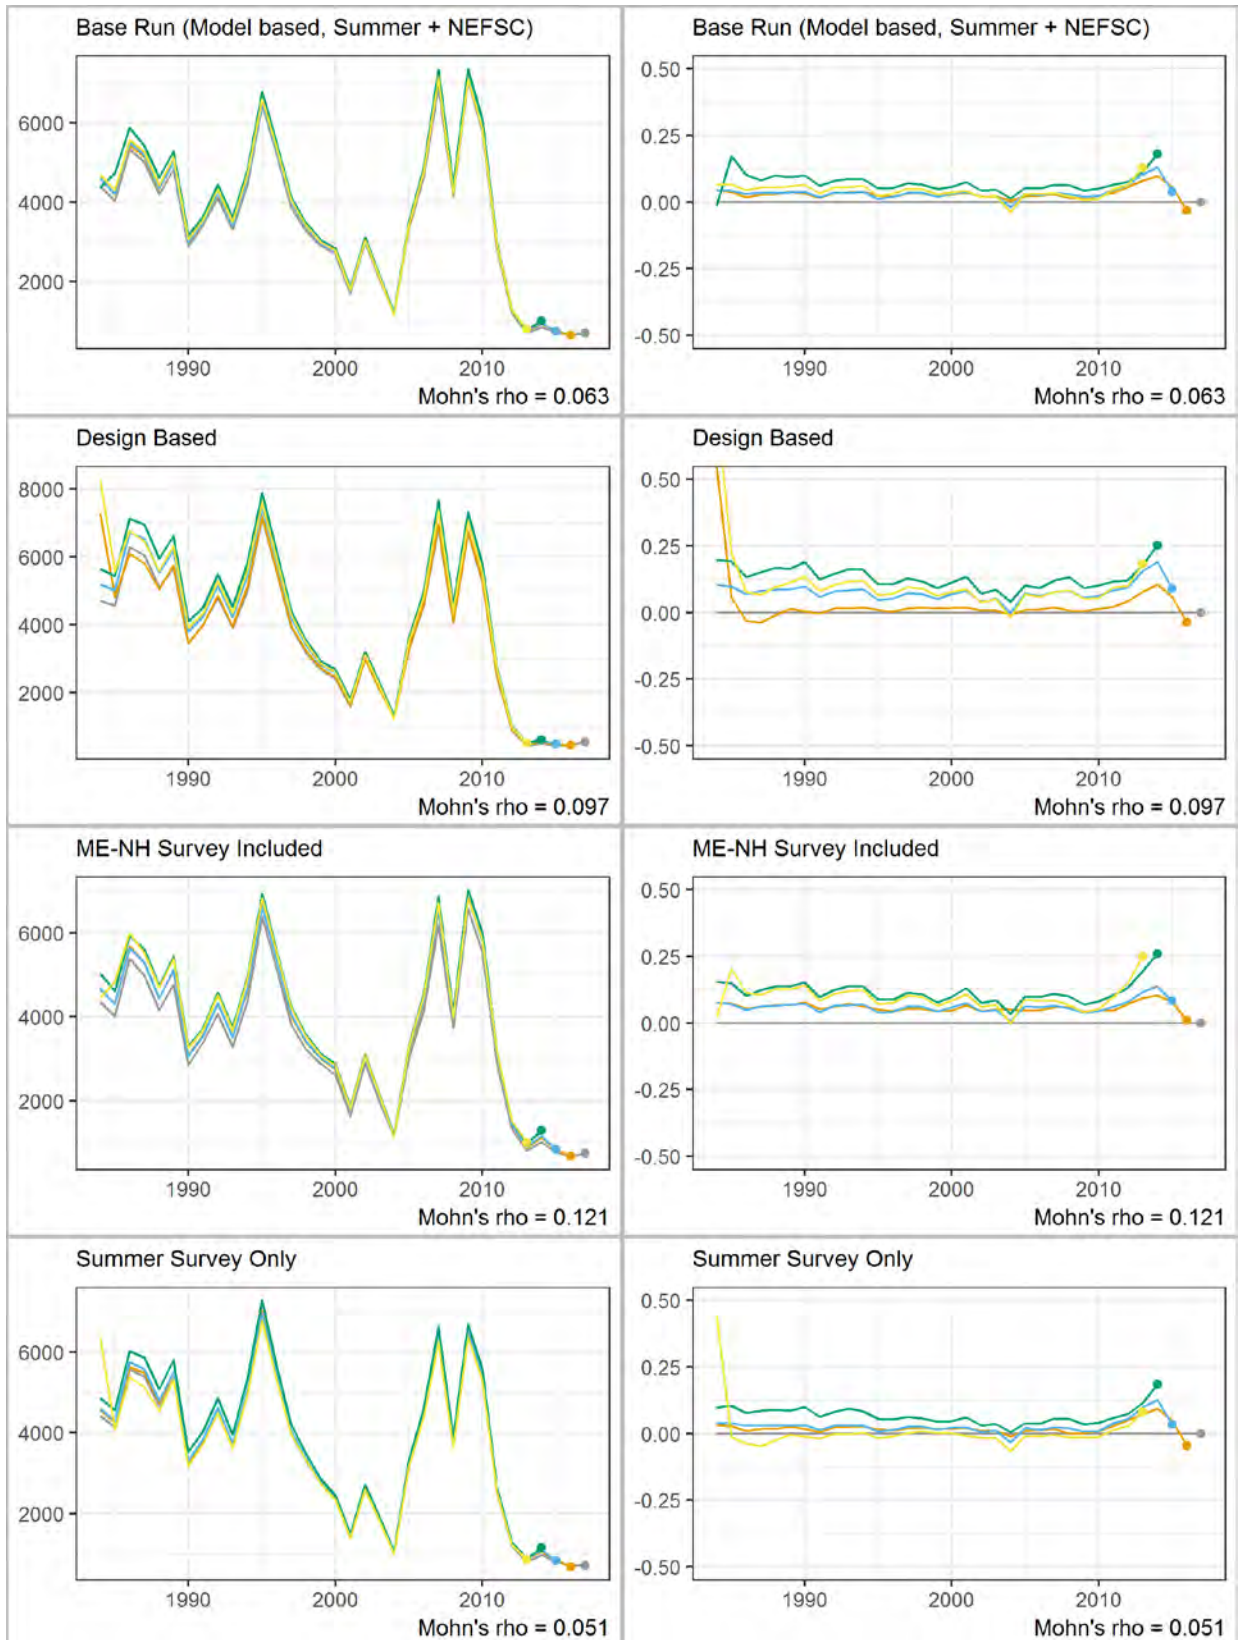 Base Run (Model based, Summer + NEFSC)
6000
4000
2000
1990 2000 2010
Mohn's rho = 0.063
Base Run (Model based, Summer + NEFSC)
0.50
0.25
0.00
-0.25
-0.50
1990 2000 2010
Mohn's rho = 0.063
Design Based
8000
6000
4000
2000
1990 2000 2010
Mohn's rho = 0.097
Design Based
0.50
0.25
0.00
-0.25
-0.50
1990 2000 2010
Mohn's rho = 0.097
ME-NH Survey Included
6000
4000
2000
1990 2000 2010
Mohn's rho = 0.121
ME-NH Survey Included
0.50
0.25
0.00
-0.25
-0.50
1990 2000 2010
Mohn's rho = 0.121
Summer Survey Only
6000
4000
2000
1990 2000 2010
Mohn's rho = 0.051
Summer Survey Only
0.50
0.25
0.00
-0.25
-0.50
1990 2000 2010
Mohn's rho = 0.051